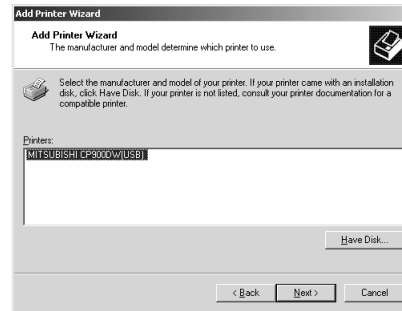 Add Printer Wizard
Add Printer Wizard
The manufacturer and model determine which printer to use.
Select the manufacturer and model of your printer. If your printer came with an installation
disk, click Have Disk. If your printer is not listed, consult your printer documentation for a
compatible printer.
Printers:
MITSUBISHI CP900DW(USB)
Have Disk...
< Back
Next >
Cancel